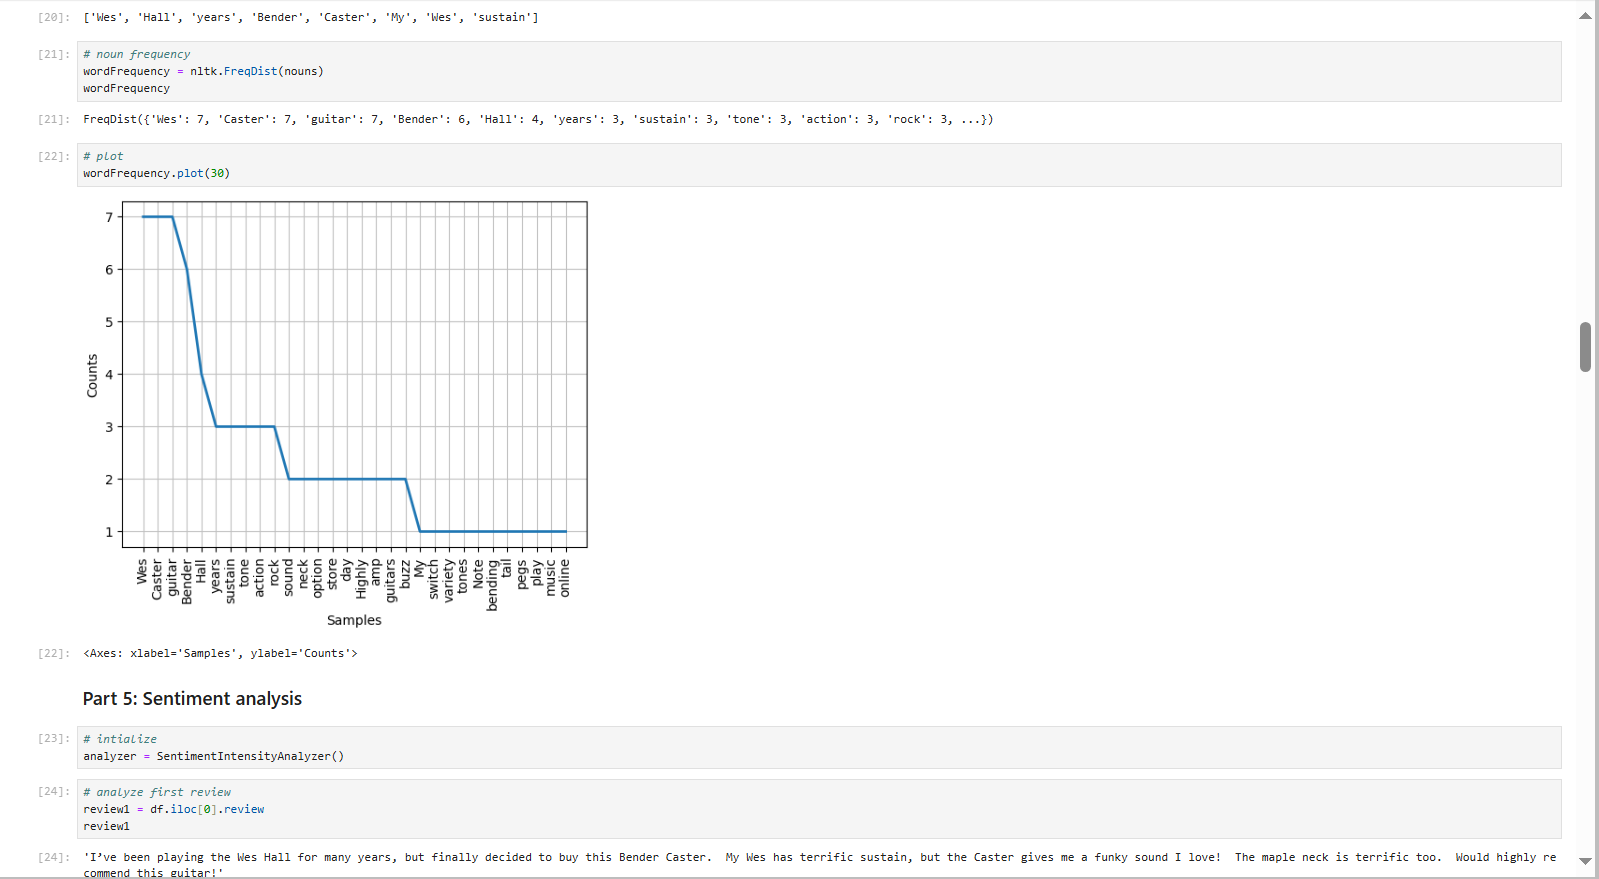 [20]: ['Wes', 'Hall', 'years', 'Bender', 'Caster', 'My', 'Wes', 'sustain']
[21]: # noun frequency
wordFrequency = nltk.FreqDist(nouns)
wordFrequency
[21]: FreqDist({'Wes': 7, 'Caster': 7, 'guitar': 7, 'Bender': 6, 'Hall': 4, 'years': 3, 'sustain': 3, 'tone': 3, 'action': 3, 'rock': 3, ...})
[22]: # plot
wordFrequency.plot(30)
7
6
5
4
3
2
1
Counts
Wes
Caster
guitar
Bender
Hall
years
sustain
tone
action
rock
sound
neck
option
store
day
Highly
amp
guitars
buzz
My
switch
variety
tones
Note
bending
tail
pegs
play
music
online
Samples
[22]: <Axes: xlabel='Samples', ylabel='Counts'>
Part 5: Sentiment analysis
[23]: # intialize
analyzer = SentimentIntensityAnalyzer()
[24]: # analyze first review
review1 = df.iloc[0].review
review1
[24]: 'I’ve been playing the Wes Hall for many years, but finally decided to buy this Bender Caster.  My Wes has terrific sustain, but the Caster gives me a funky sound I love!  The maple neck is terrific too.  Would highly re
commend this guitar!'